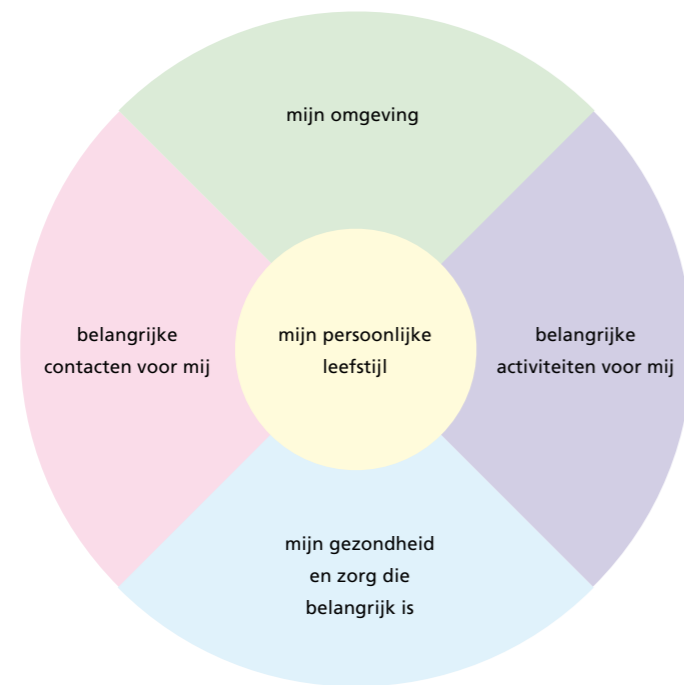 mijn omgeving
belangrijke
contacten voor mij
mijn persoonlijke
leefstijl
belangrijke
activiteiten voor mij
mijn gezondheid
en zorg die
belangrijk is